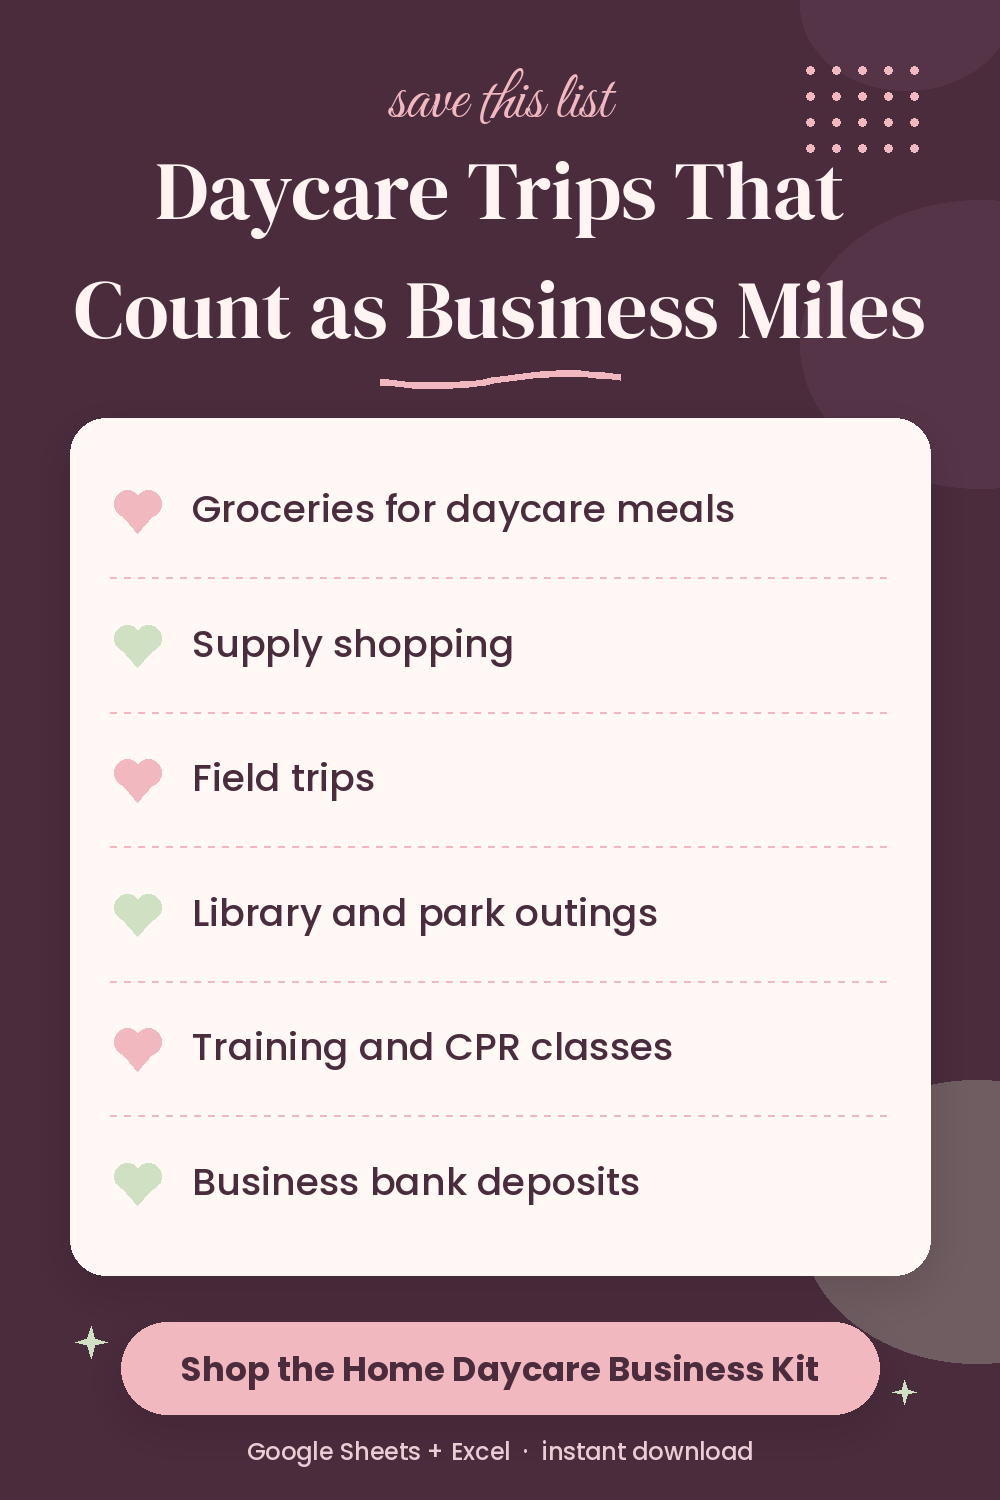 save this list
Daycare Trips That
Count as Business Miles
Groceries for daycare meals
Supply shopping
Field trips
Library and park outings
Training and CPR classes
Business bank deposits
Shop the Home Daycare Business Kit
Google Sheets + Excel · instant download